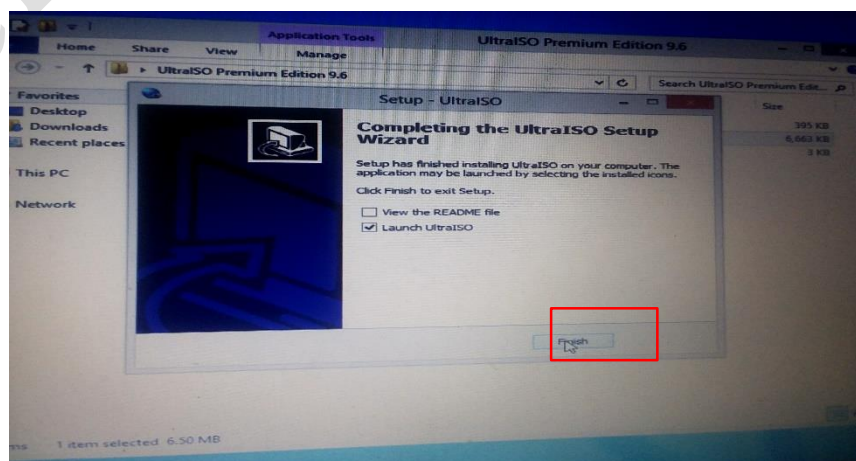 Application Tools
UltraISO Premium Edition 9.6
Home Share View Manage
UltraISO Premium Edition 9.6
Search UltraISO Premium Edit...
Favorites
Desktop
Downloads
Recent places
This PC
Network
Size
395 KB
6,663 KB
3 KB
Setup - UltraISO
Completing the UltraISO Setup
Wizard
Setup has finished installing UltraISO on your computer. The
application may be launched by selecting the installed icons.
Click Finish to exit Setup.
View the README file
Launch UltraISO
Finish
1 item selected 6.50 MB